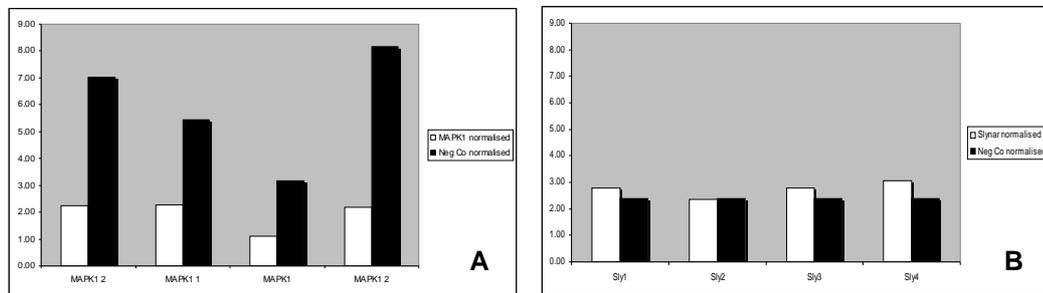 9.00
8.00
7.00
6.00
5.00
4.00
3.00
2.00
1.00
0.00
MAPK1 2
MAPK1 1
MAPK1
MAPK1 2
MAPK1 normalised
Neg Co normalised
A
9.00
8.00
7.00
6.00
5.00
4.00
3.00
2.00
1.00
0.00
Sly1
Sly2
Sly3
Sly4
Slynar normalised
Neg Co normalised
B